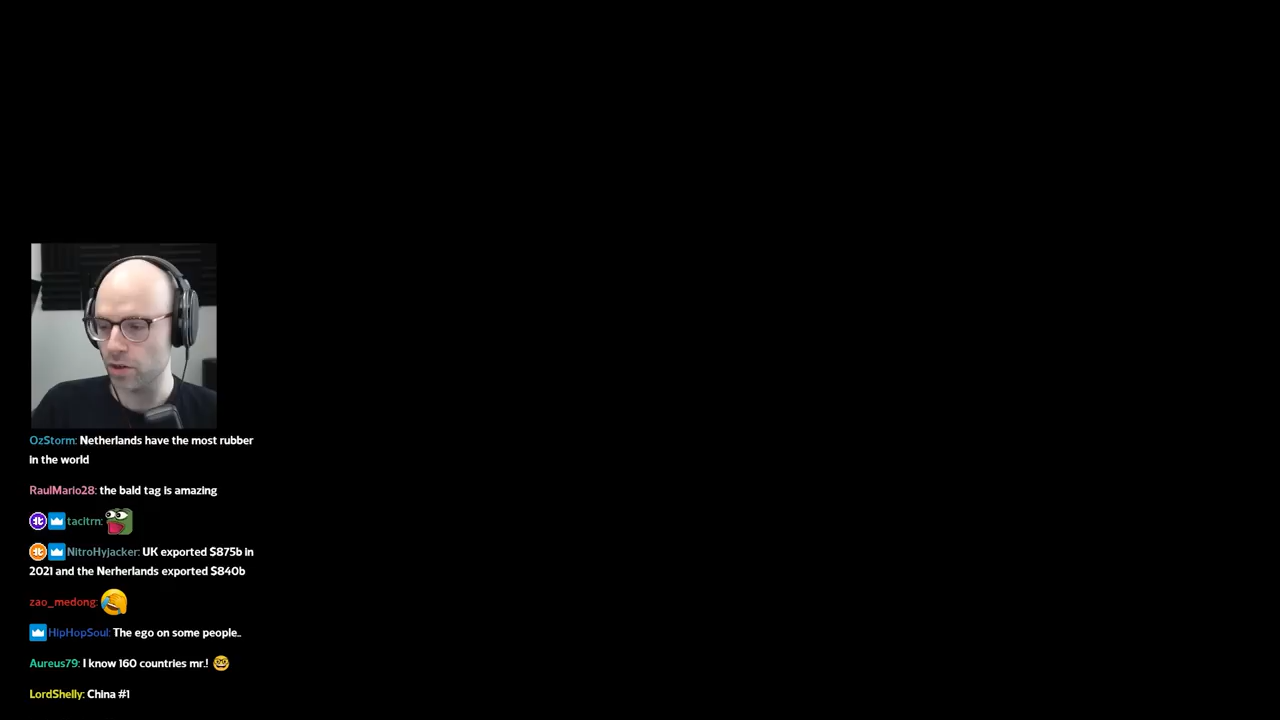 OzStorm: Netherlands have the most rubber
in the world
RaulMario28: the bald tag is amazing
tacltrn:
NitroHyjacker: UK exported $875b in
2021 and the Nerherlands exported $840b
zao_medong:
HipHopSoul: The ego on some people..
Aureus79: I know 160 countries mr.!
LordShelly: China #1